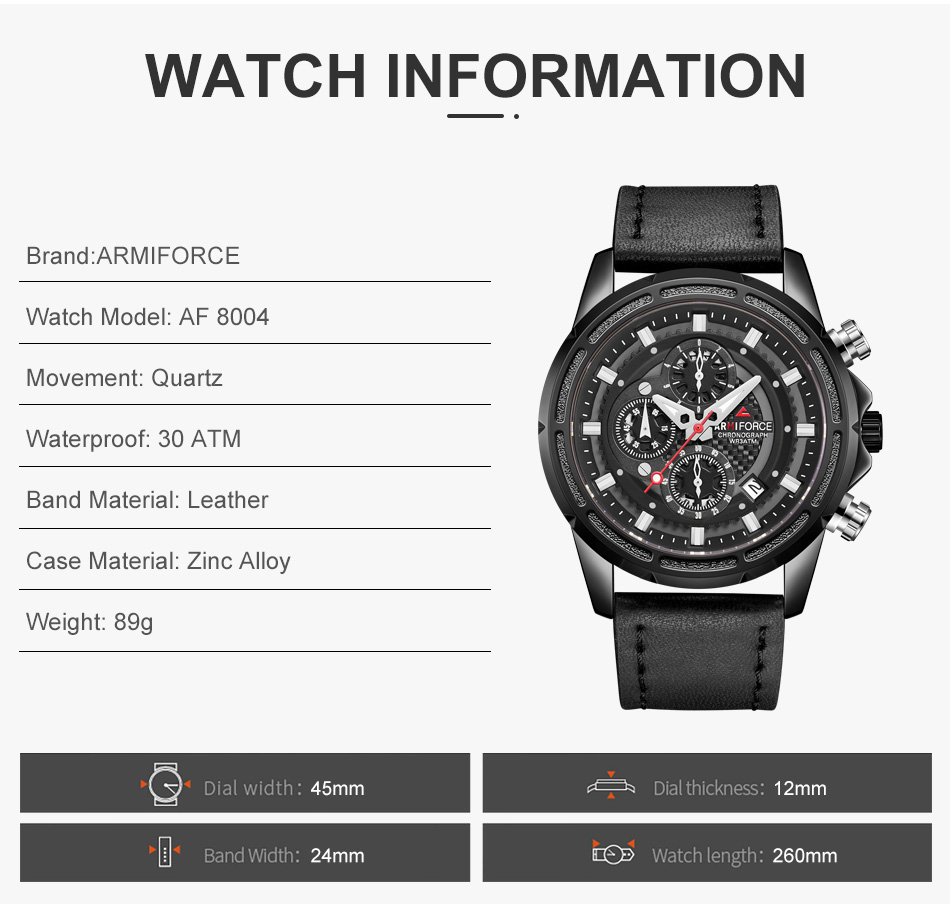 WATCH INFORMATION
Brand:ARMIFORCE
Watch Model: AF 8004
Movement: Quartz
Waterproof: 30 ATM
Band Material: Leather
Case Material: Zinc Alloy
Weight: 89g
ARMIFORCE
CHRONOGRAPH
WR3ATM
2
Dial width: 45mm
Dial thickness: 12mm
Band Width: 24mm
Watch length: 260mm